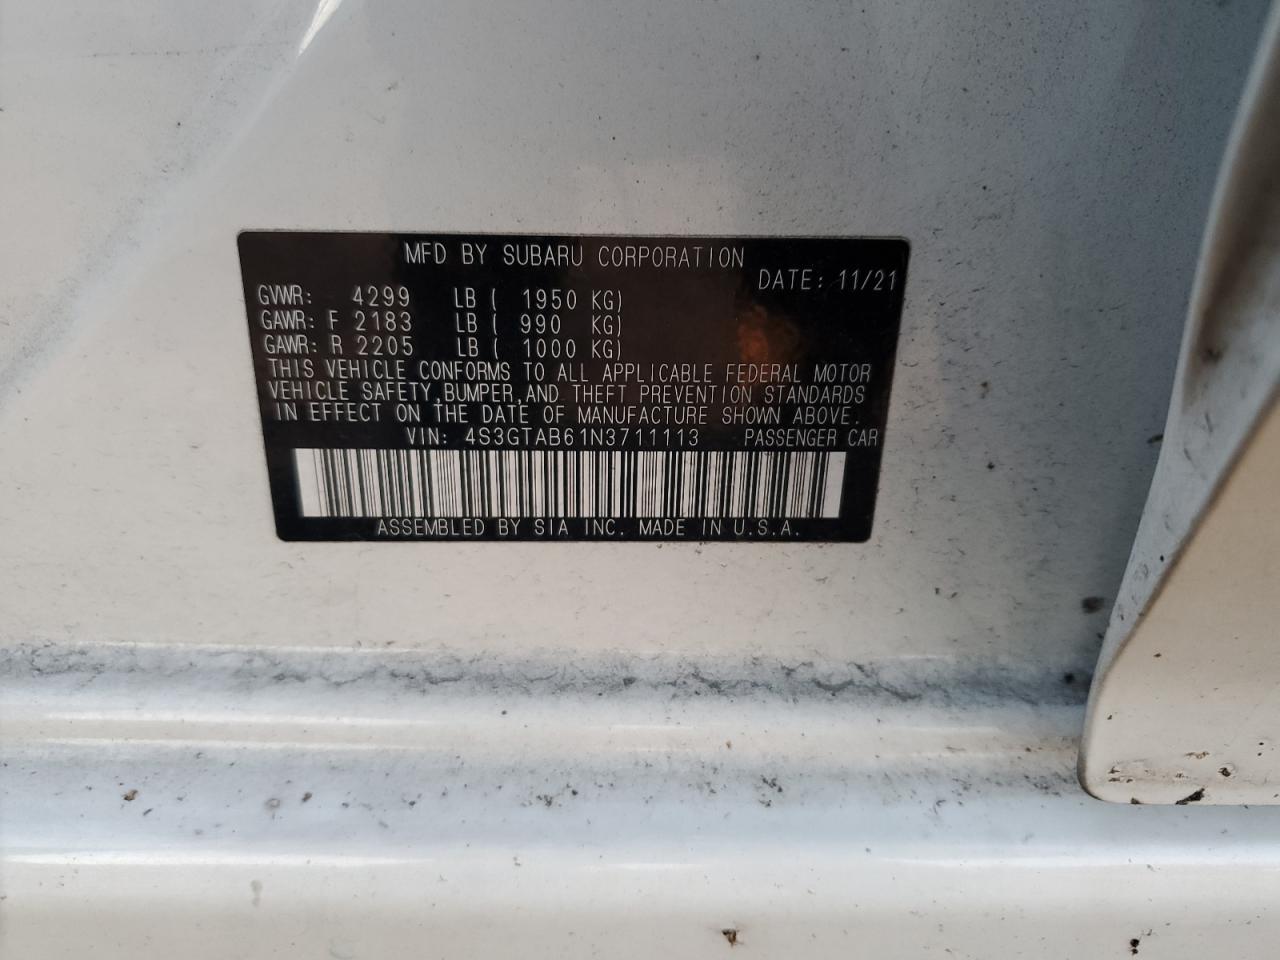 MFD BY SUBARU CORPORATION
DATE: 11/21
GVWR: 4299 LB ( 1950 KG)
GAWR: F 2183 LB ( 990 KG)
GAWR: R 2205 LB ( 1000 KG)
THIS VEHICLE CONFORMS TO ALL APPLICABLE FEDERAL MOTOR
VEHICLE SAFETY,BUMPER,AND THEFT PREVENTION STANDARDS
IN EFFECT ON THE DATE OF MANUFACTURE SHOWN ABOVE.
VIN: 4S3GTAB61N3711113 PASSENGER CAR
ASSEMBLED BY SIA INC. MADE IN U.S.A.